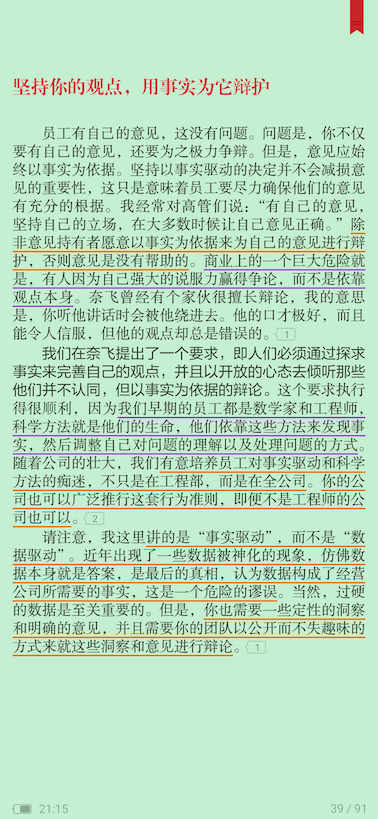 坚持你的观点，用事实为它辩护
员工有自己的意见，这没有问题。问题是，你不仅
要有自己的意见，还要为之极力争辩。但是，意见应始
终以事实为依据。坚持以事实驱动的决定并不会减损意
见的重要性，这只是意味着员工要尽力确保他们的意见
有充分的根据。我经常对高管们说：“有自己的意见，
坚持自己的立场，在大多数时候让自己意见正确。”除
非意见持有者愿意以事实为依据来为自己的意见进行辩
护，否则意见是没有帮助的。商业上的一个巨大危险就
是，有人因为自己强大的说服力赢得争论，而不是依靠
观点本身。奈飞曾经有个家伙很擅长辩论，我的意思
是，你听他讲话时会被他绕进去。他的口才极好，而且
能令人信服，但他的观点却总是错误的。1
我们在奈飞提出了一个要求，即人们必须通过探求
事实来完善自己的观点，并且以开放的心态去倾听那些
他们并不认同，但以事实为依据的辩论。这个要求执行
得很顺利，因为我们早期的员工都是数学家和工程师，
科学方法就是他们的生命，他们依靠这些方法来发现事
实，然后调整自己对问题的理解以及处理问题的方式。
随着公司的壮大，我们有意培养员工对事实驱动和科学
方法的痴迷，不只是在工程部，而是在全公司。你的公
司也可以广泛推行这套行为准则，即便不是工程师的公
司也可以。2
请注意，我这里讲的是“事实驱动”，而不是“数
据驱动”。近年出现了一些数据被神化的现象，仿佛数
据本身就是答案，是最后的真相，认为数据构成了经营
公司所需要的事实，这是一个危险的谬误。当然，过硬
的数据是至关重要的。但是，你也需要一些定性的洞察
和明确的意见，并且需要你的团队以公开而不失趣味的
方式来就这些洞察和意见进行辩论。1
21:15
39 / 91